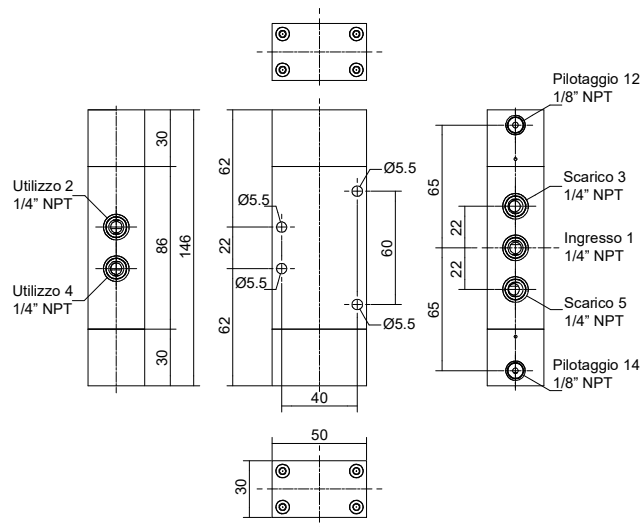 Utilizzo 2
1/4” NPT
Utilizzo 4
1/4” NPT
30
86
30
146
62
22
62
Ø5.5
Ø5.5
Ø5.5
Ø5.5
60
40
50
30
65
65
22
22
Pilotaggio 12
1/8” NPT
Scarico 3
1/4” NPT
Ingresso 1
1/4” NPT
Scarico 5
1/4” NPT
Pilotaggio 14
1/8” NPT